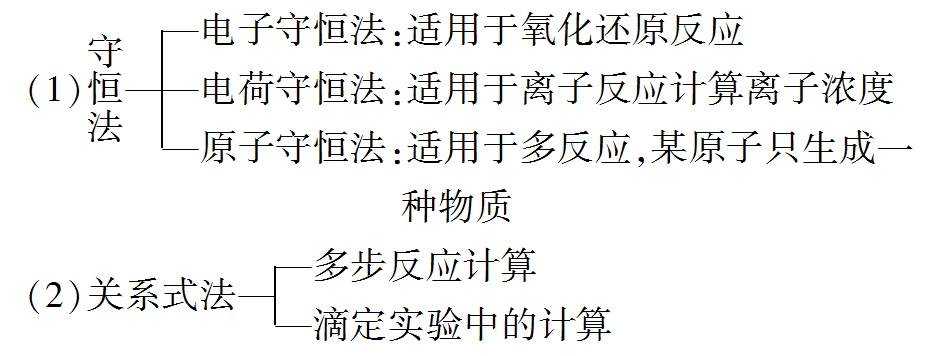 电子守恒法:适用于氧化还原反应
(1)守恒法
电荷守恒法:适用于离子反应计算离子浓度
原子守恒法:适用于多反应,某原子只生成一
种物质
多步反应计算
(2)关系式法
滴定实验中的计算